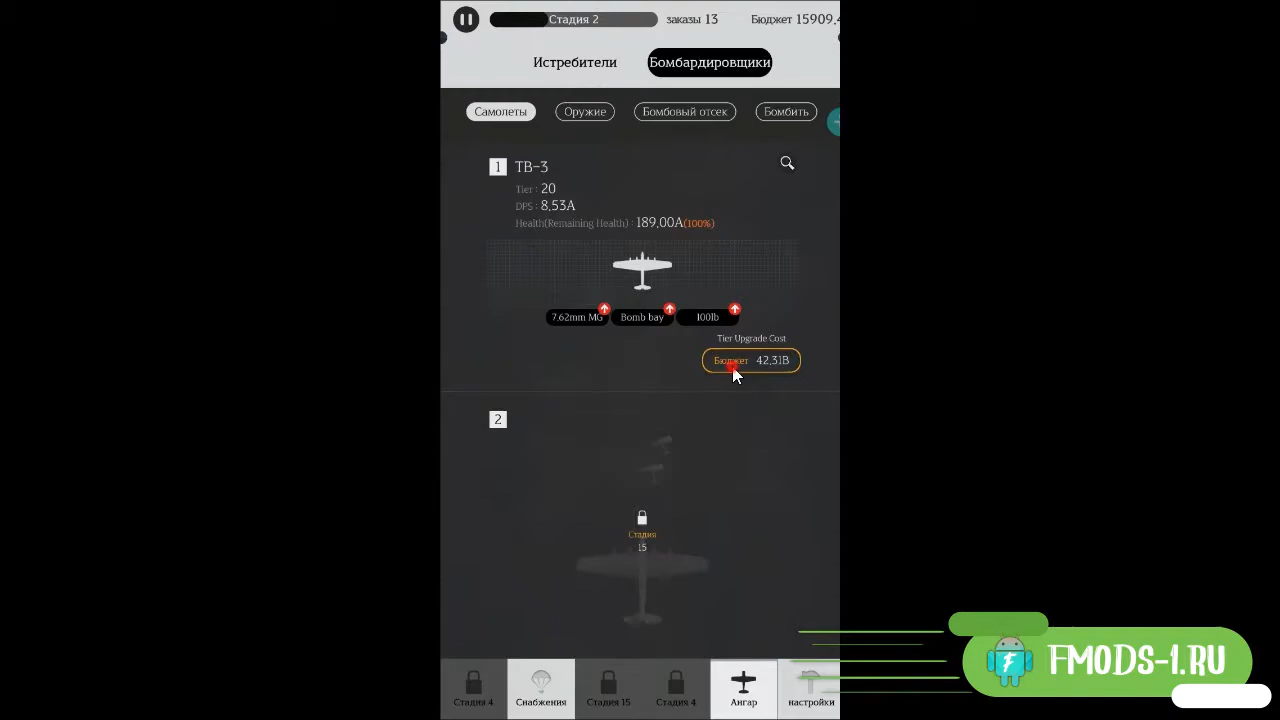 Стадия 2 заказы 13 Бюджет 15909,4
Истребители Бомбардировщики
Самолеты Оружие Бомбовый отсек Бомбить
1 TB-3
Tier : 20
DPS : 8,53A
Health(Remaining Health) : 189,00A(100%)
7.62mm MG Bomb bay 100lb
Tier Upgrade Cost
Бюджет 42,31B
2
Стадия
15
FMODS-1.RU
Стадия 4 Снабжения Стадия 15 Стадия 4 Ангар настройки